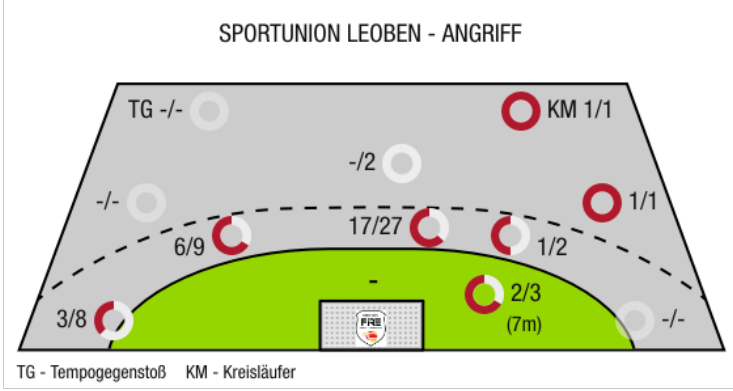 SPORTUNION LEOBEN - ANGRIFF
TG -/-
KM 1/1
-/2
-/-
1/1
6/9
17/27
1/2
-
3/8
2/3
(7m)
-/-
FIRE
TG - Tempogegenstoß KM - Kreisläufer